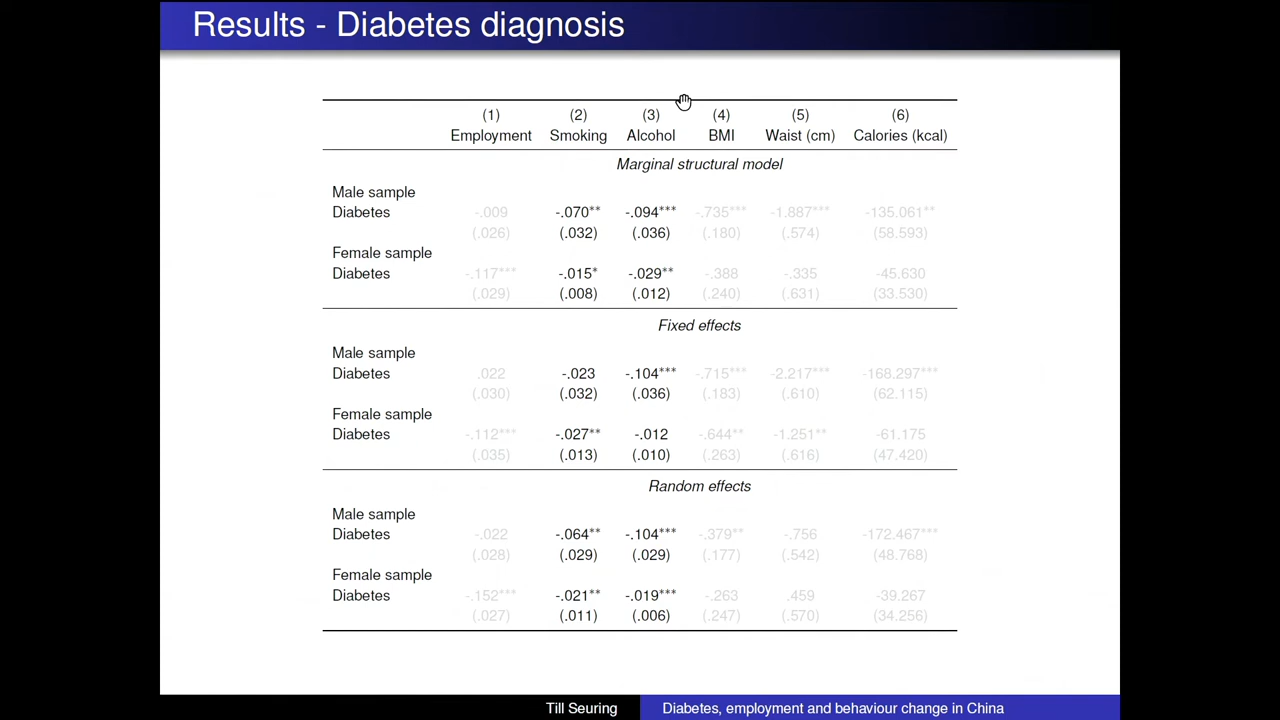 Results - Diabetes diagnosis
(1) (2) (3) (4) (5) (6)
Employment Smoking Alcohol BMI Waist (cm) Calories (kcal)
Marginal structural model
Male sample
Diabetes -.009 -.070** -.094*** -.735*** -1.887*** -135.061**
(.026) (.032) (.036) (.180) (.574) (58.593)
Female sample
Diabetes -.117*** -.015* -.029** -.388 -.335 -45.630
(.029) (.008) (.012) (.240) (.631) (33.530)
Fixed effects
Male sample
Diabetes .022 -.023 -.104*** -.715*** -2.217*** -168.297***
(.030) (.032) (.036) (.183) (.610) (62.115)
Female sample
Diabetes -.112*** -.027** -.012 -.644** -1.251** -61.175
(.035) (.013) (.010) (.263) (.616) (47.420)
Random effects
Male sample
Diabetes -.022 -.064** -.104*** -.379** -.756 -172.467***
(.028) (.029) (.029) (.177) (.542) (48.768)
Female sample
Diabetes -.152*** -.021** -.019*** -.263 .459 -39.267
(.027) (.011) (.006) (.247) (.570) (34.256)
Till Seuring Diabetes, employment and behaviour change in China